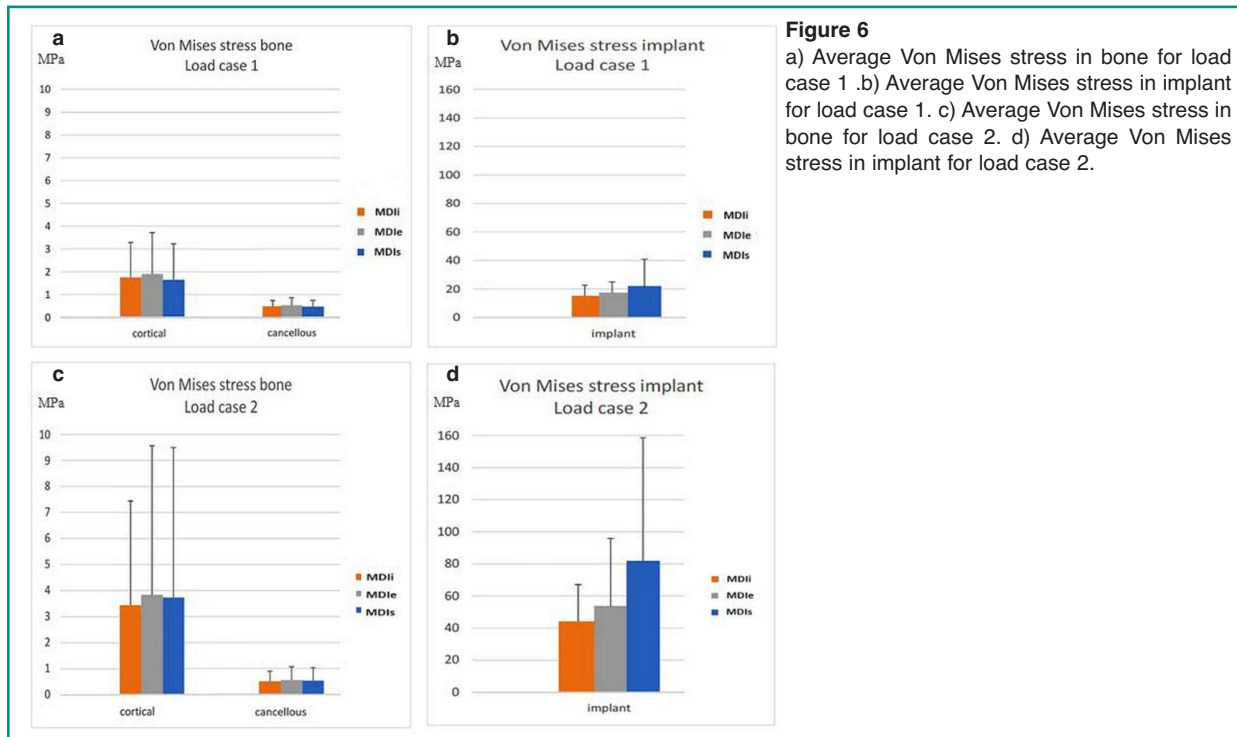 a
Von Mises stress bone
Load case 1
MPa
10
9
8
7
6
5
4
3
2
1
0
cortical
cancellous
MDIi
MDIe
MDIs
b
Von Mises stress implant
Load case 1
MPa
160
140
120
100
80
60
40
20
0
implant
MDIi
MDIe
MDIs
Figure 6
a) Average Von Mises stress in bone for load
case 1 .b) Average Von Mises stress in implant
for load case 1. c) Average Von Mises stress in
bone for load case 2. d) Average Von Mises
stress in implant for load case 2.
c
Von Mises stress bone
Load case 2
MPa
10
9
8
7
6
5
4
3
2
1
0
cortical
cancellous
MDIi
MDIe
MDIs
d
Von Mises stress implant
Load case 2
MPa
160
140
120
100
80
60
40
20
0
implant
MDIi
MDIe
MDIs